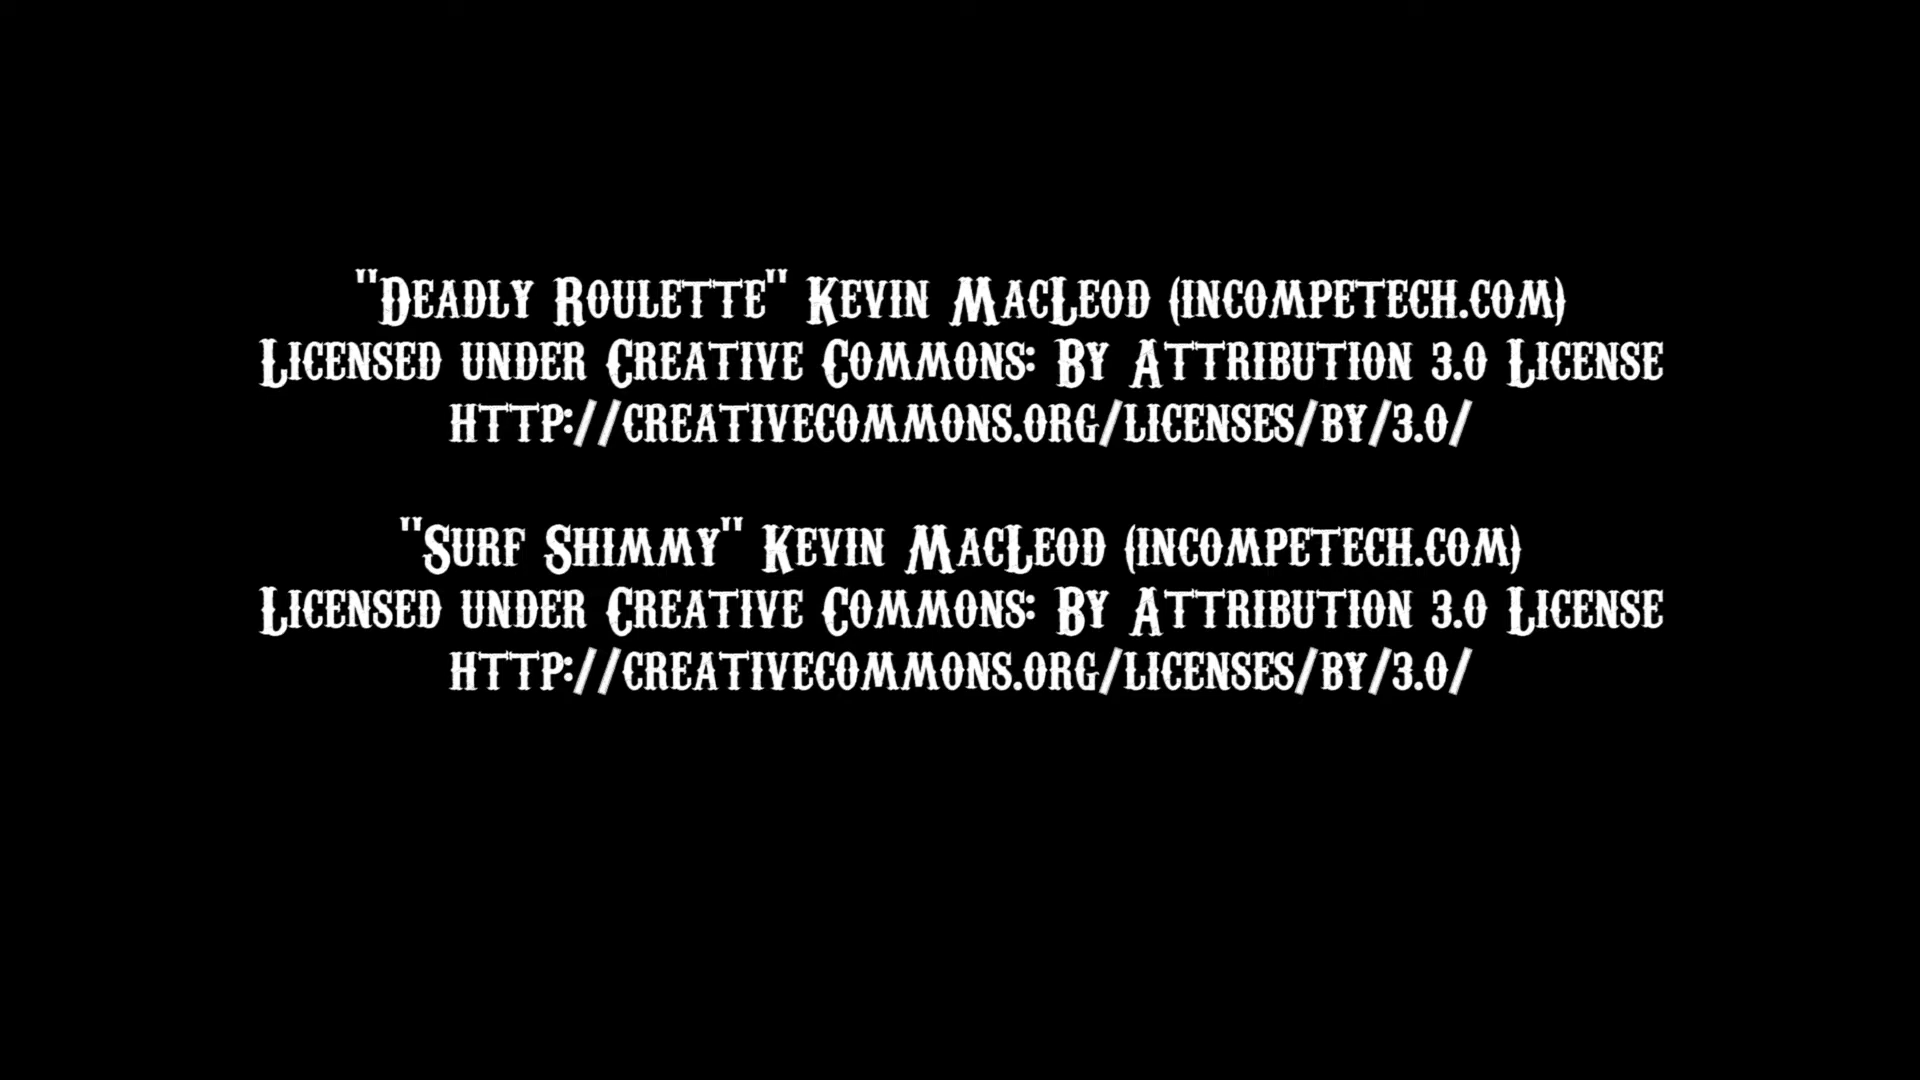 "Deadly Roulette" Kevin MacLeod (incompetech.com)
Licensed under Creative Commons: By Attribution 3.0 License
http://creativecommons.org/licenses/by/3.0/
"Surf Shimmy" Kevin MacLeod (incompetech.com)
Licensed under Creative Commons: By Attribution 3.0 License
http://creativecommons.org/licenses/by/3.0/